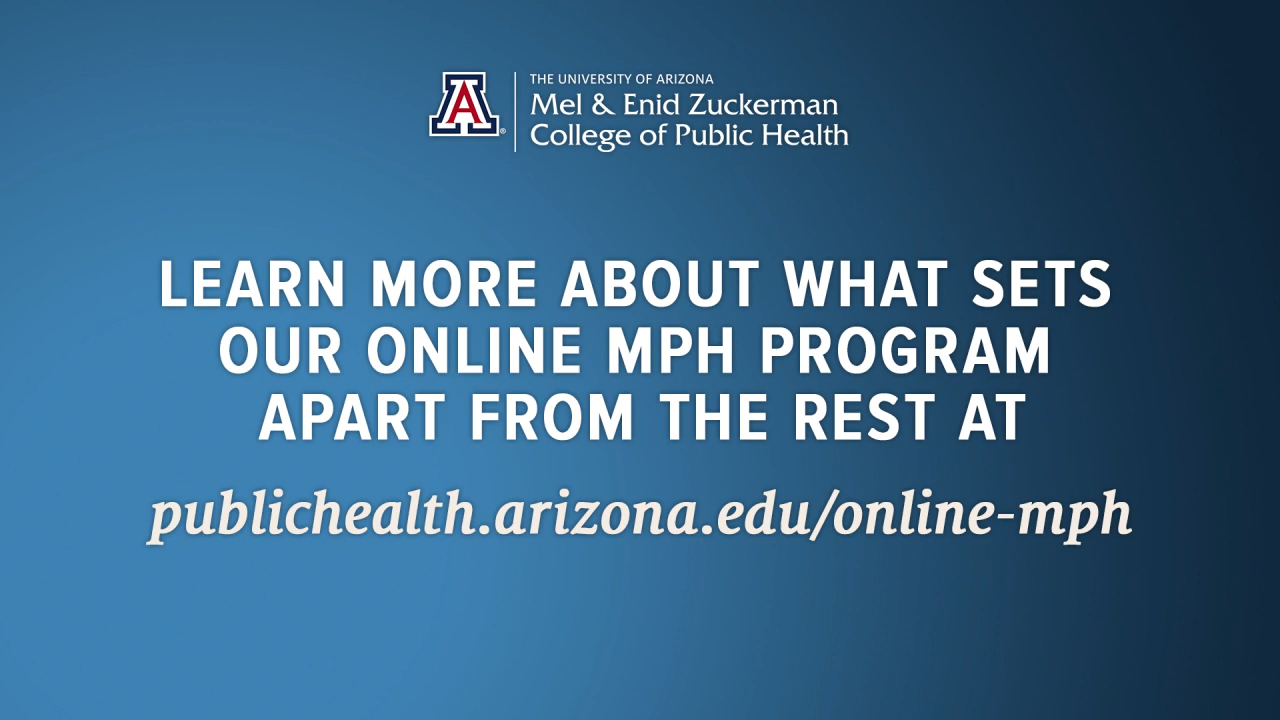 THE UNIVERSITY OF ARIZONA
Mel & Enid Zuckerman
College of Public Health
A®
LEARN MORE ABOUT WHAT SETS
OUR ONLINE MPH PROGRAM
APART FROM THE REST AT
publichealth.arizona.edu/online-mph